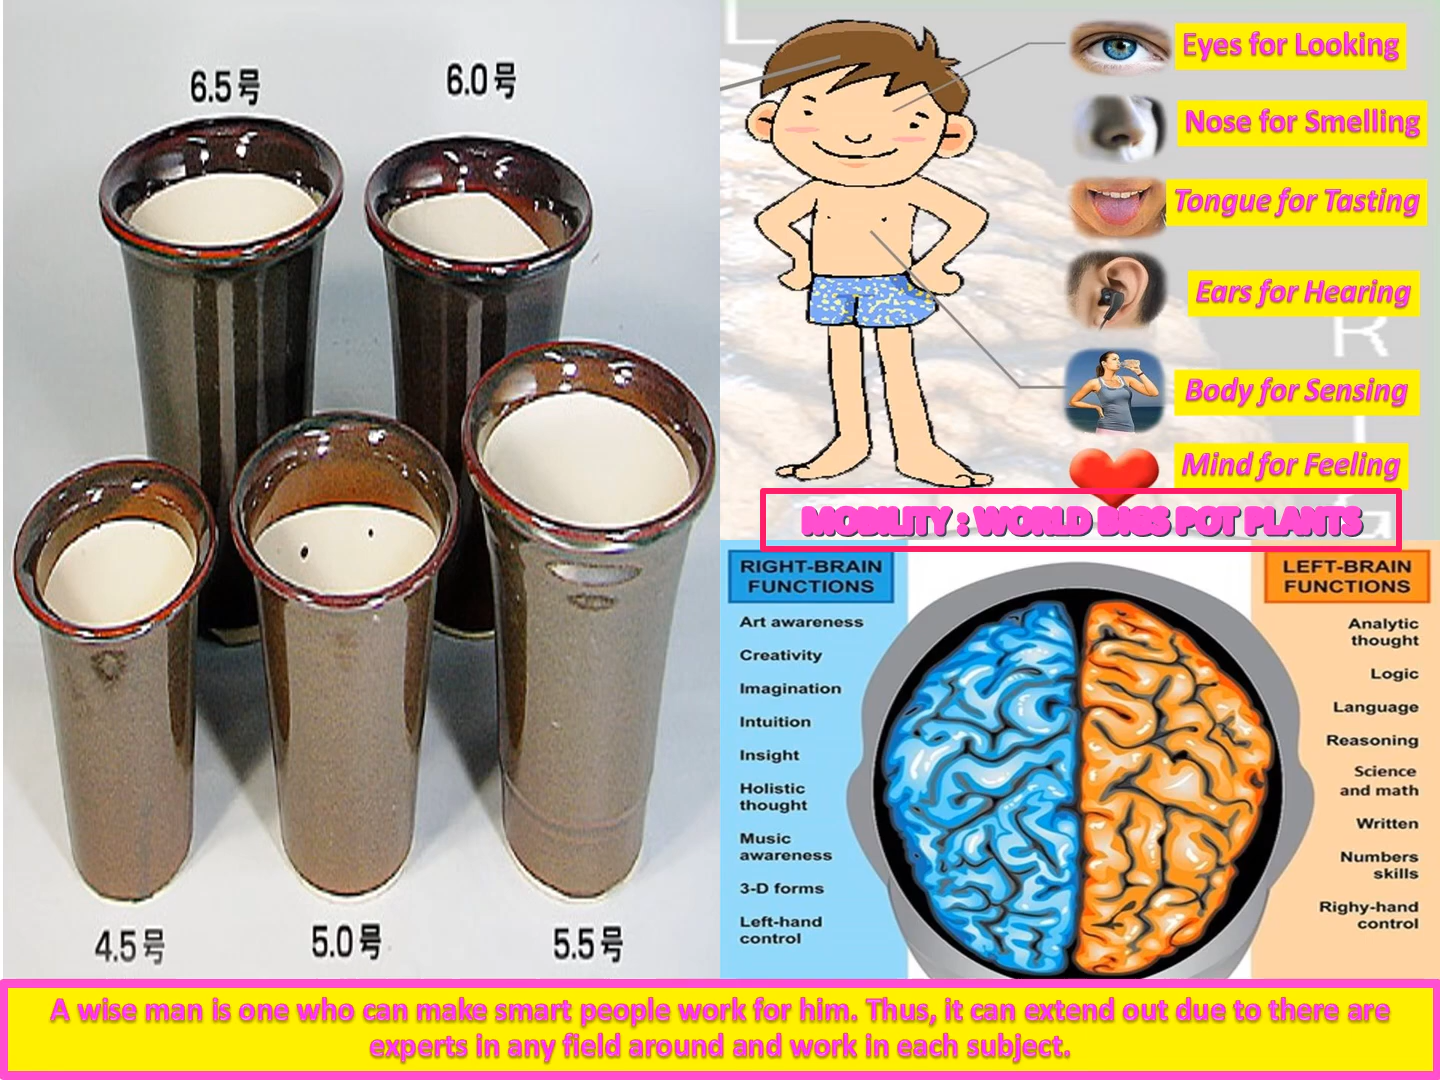 6.5号
6.0号
4.5号
5.0号
5.5号
Eyes for Looking
Nose for Smelling
Tongue for Tasting
Ears for Hearing
Body for Sensing
Mind for Feeling
MOBILITY : WORLD BIGS POT PLANTS
RIGHT-BRAIN
FUNCTIONS
Art awareness
Creativity
Imagination
Intuition
Insight
Holistic
thought
Music
awareness
3-D forms
Left-hand
control
LEFT-BRAIN
FUNCTIONS
Analytic
thought
Logic
Language
Reasoning
Science
and math
Written
Numbers
skills
Righy-hand
control
A wise man is one who can make smart people work for him. Thus, it can extend out due to there are
experts in any field around and work in each subject.